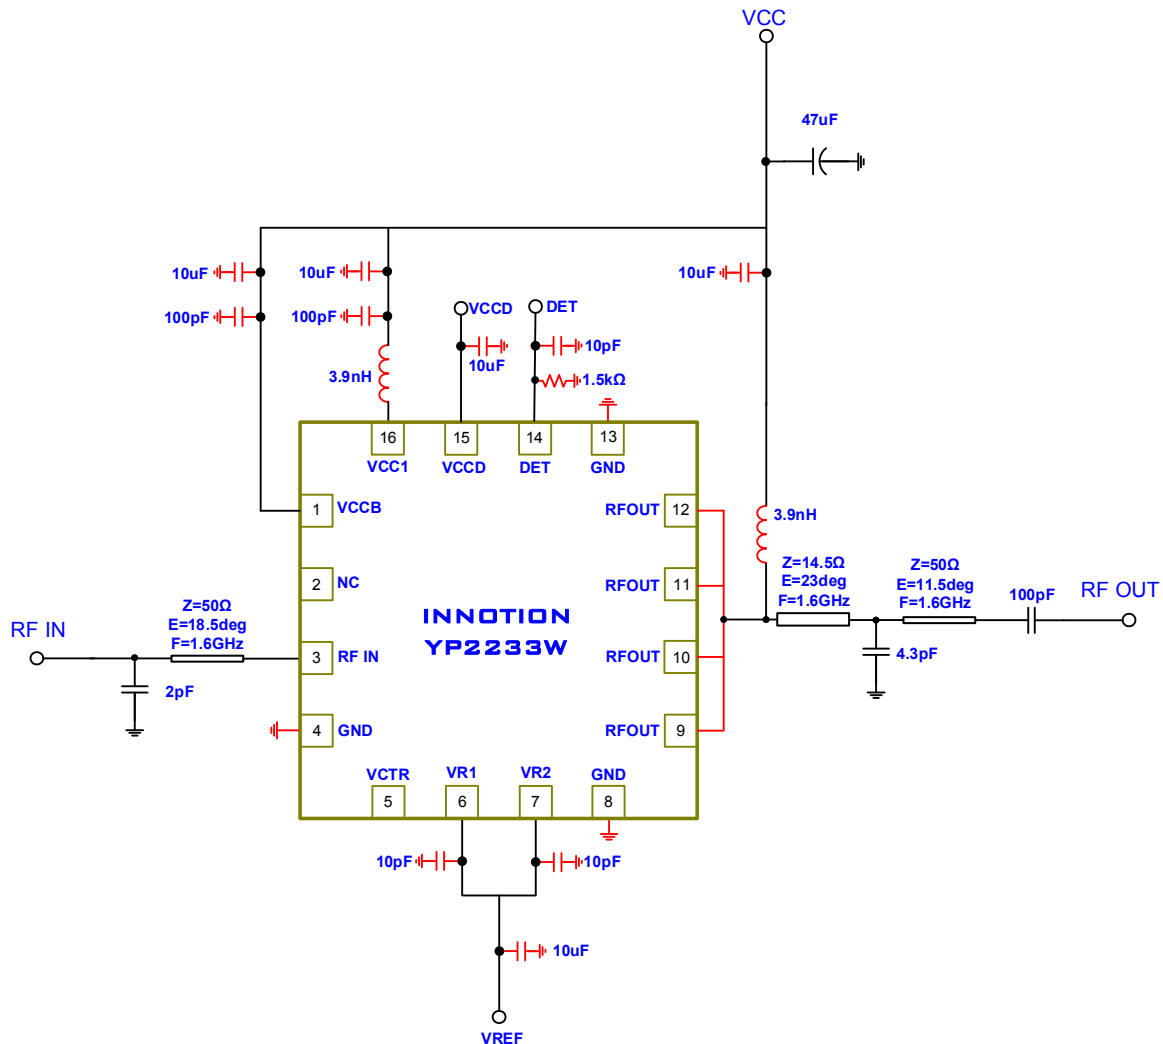 VCC
47uF
10uF
10uF
10uF
100pF
100pF
VCCD
DET
10uF
10pF
3.9nH
1.5kΩ
16
15
14
13
VCC1
VCCD
DET
GND
1
VCCB
RFOUT
12
3.9nH
2
NC
RFOUT
11
Z=14.5Ω
E=23deg
F=1.6GHz
Z=50Ω
E=11.5deg
F=1.6GHz
100pF
RF OUT
INNOTION
YP2233W
RF IN
Z=50Ω
E=18.5deg
F=1.6GHz
3
RF IN
RFOUT
10
4.3pF
2pF
4
GND
RFOUT
9
VCTR
VR1
VR2
GND
5
6
7
8
10pF
10pF
10uF
VREF